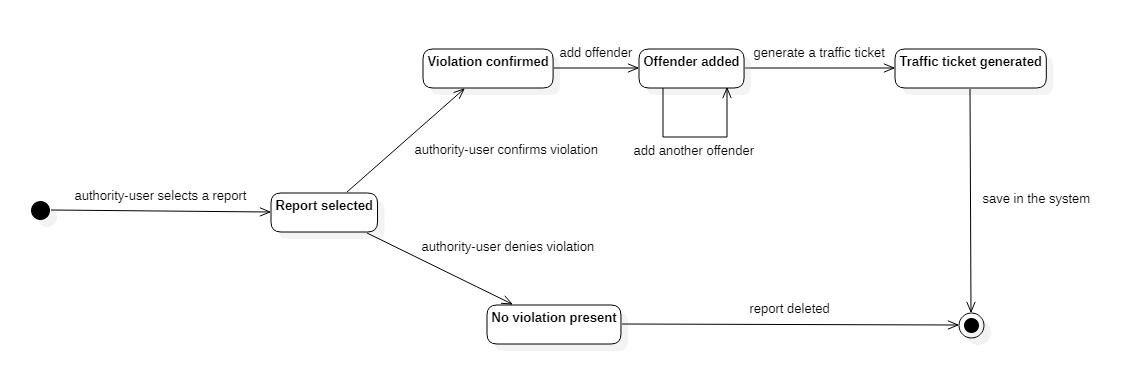 add offender
generate a traffic ticket
Violation confirmed
Offender added
Traffic ticket generated
authority-user confirms violation
add another offender
authority-user selects a report
save in the system
Report selected
authority-user denies violation
report deleted
No violation present